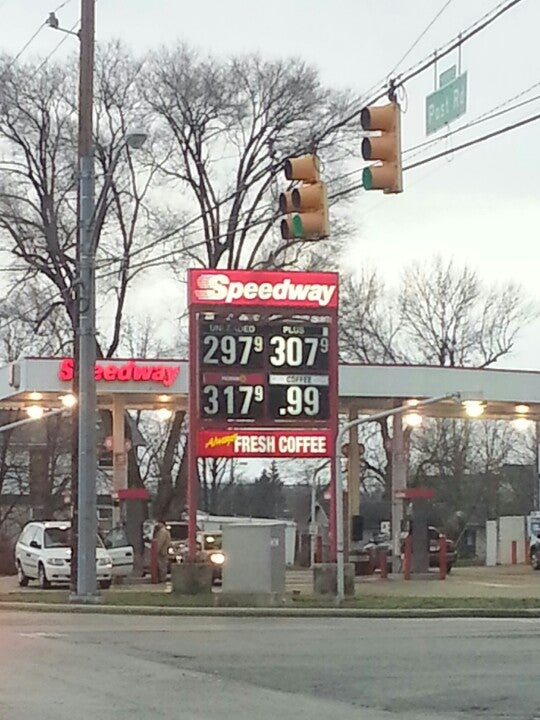 Post Rd
Speedway
UNLEADED PLUS
297 9 307 9
COFFEE
317 9 .99
Always FRESH COFFEE
Speedway